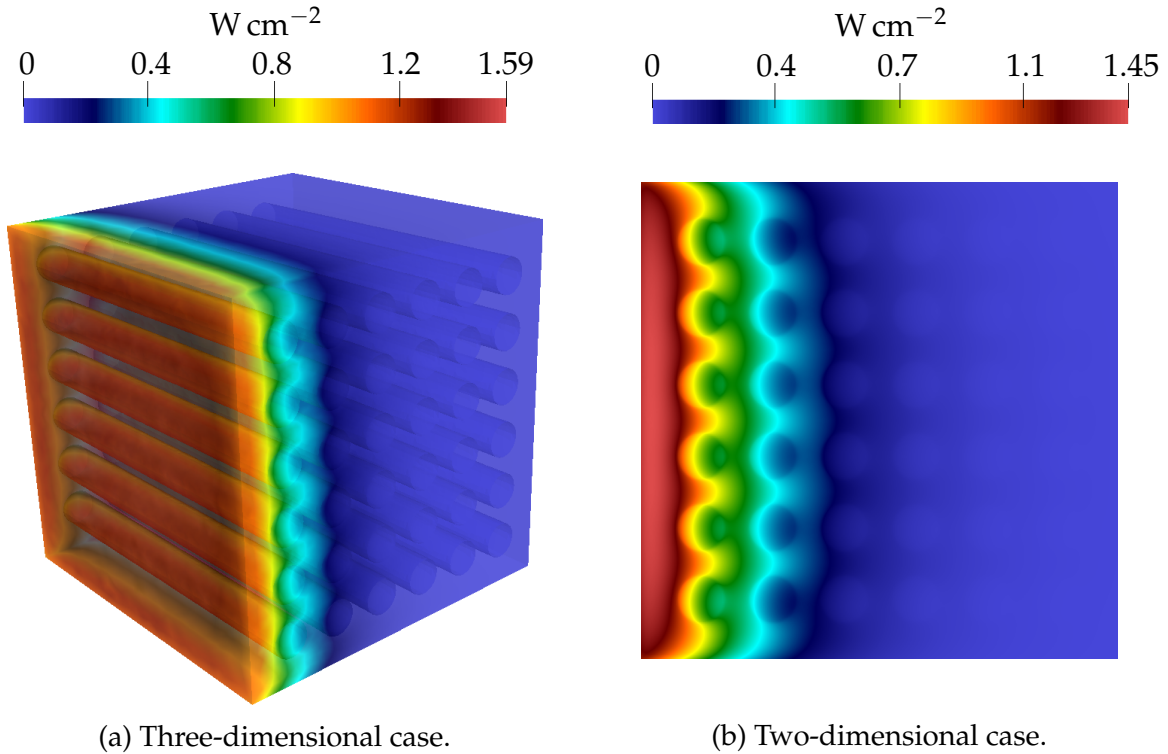 W cm−2
0 0.4 0.8 1.2 1.59
(a) Three-dimensional case.
W cm−2
0 0.4 0.7 1.1 1.45
(b) Two-dimensional case.